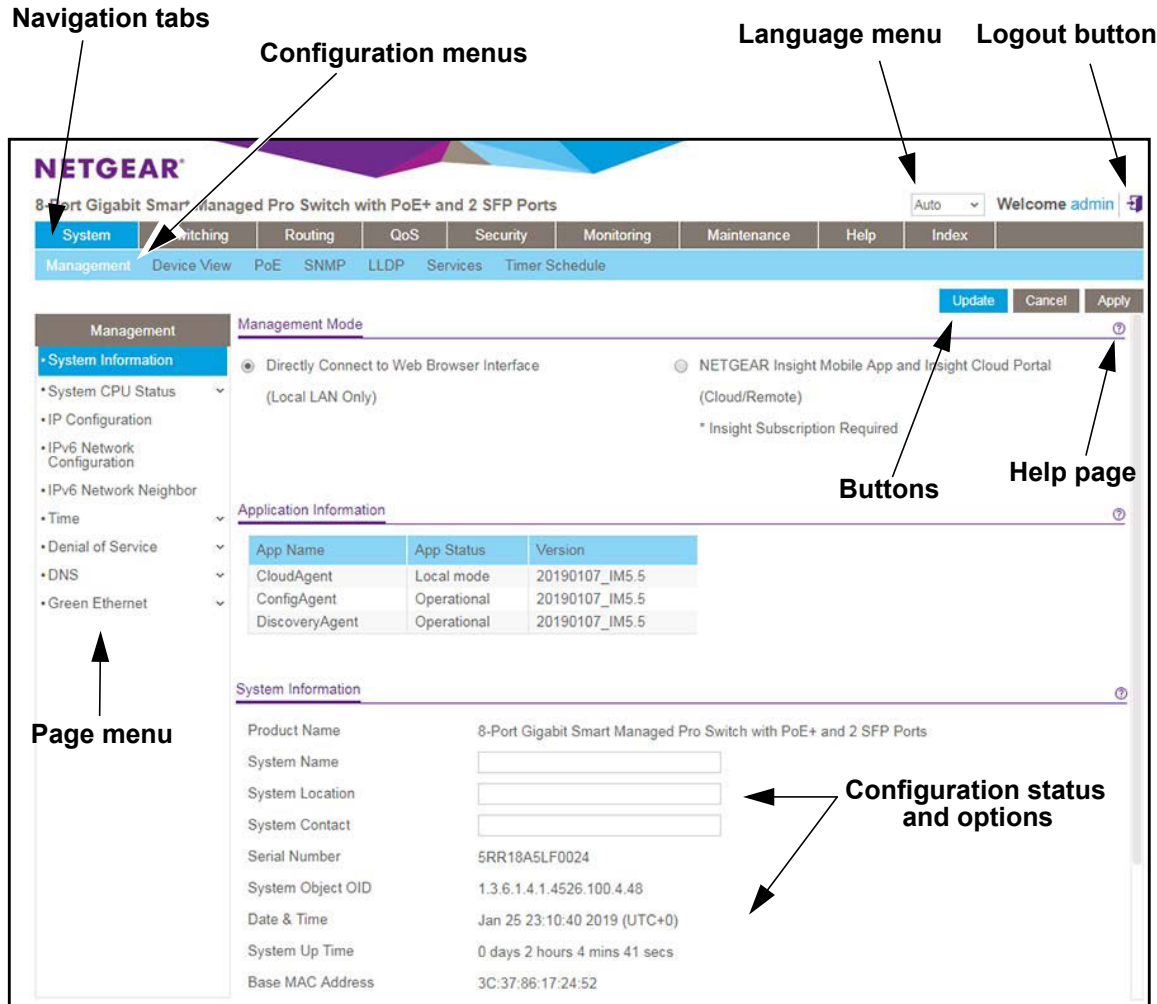 Navigation tabs
Configuration menus
Language menu
Logout button
NETGEAR
8-Port Gigabit Smart Managed Pro Switch with PoE+ and 2 SFP Ports
Auto
Welcome admin
System Switching Routing QoS Security Monitoring Maintenance Help Index
Management Device View PoE SNMP LLDP Services Timer Schedule
Update Cancel Apply
Management
• System Information
• System CPU Status
• IP Configuration
• IPv6 Network
Configuration
• IPv6 Network Neighbor
• Time
• Denial of Service
• DNS
• Green Ethernet
Page menu
Management Mode
Directly Connect to Web Browser Interface
(Local LAN Only)
NETGEAR Insight Mobile App and Insight Cloud Portal
(Cloud/Remote)
* Insight Subscription Required
Buttons
Help page
Application Information
App Name App Status Version
CloudAgent Local mode 20190107_IM5.5
ConfigAgent Operational 20190107_IM5.5
DiscoveryAgent Operational 20190107_IM5.5
System Information
Product Name 8-Port Gigabit Smart Managed Pro Switch with PoE+ and 2 SFP Ports
System Name
System Location
System Contact
Configuration status
and options
Serial Number 5RR18A5LF0024
System Object OID 1.3.6.1.4.1.4526.100.4.48
Date & Time Jan 25 23:10:40 2019 (UTC+0)
System Up Time 0 days 2 hours 4 mins 41 secs
Base MAC Address 3C:37:86:17:24:52